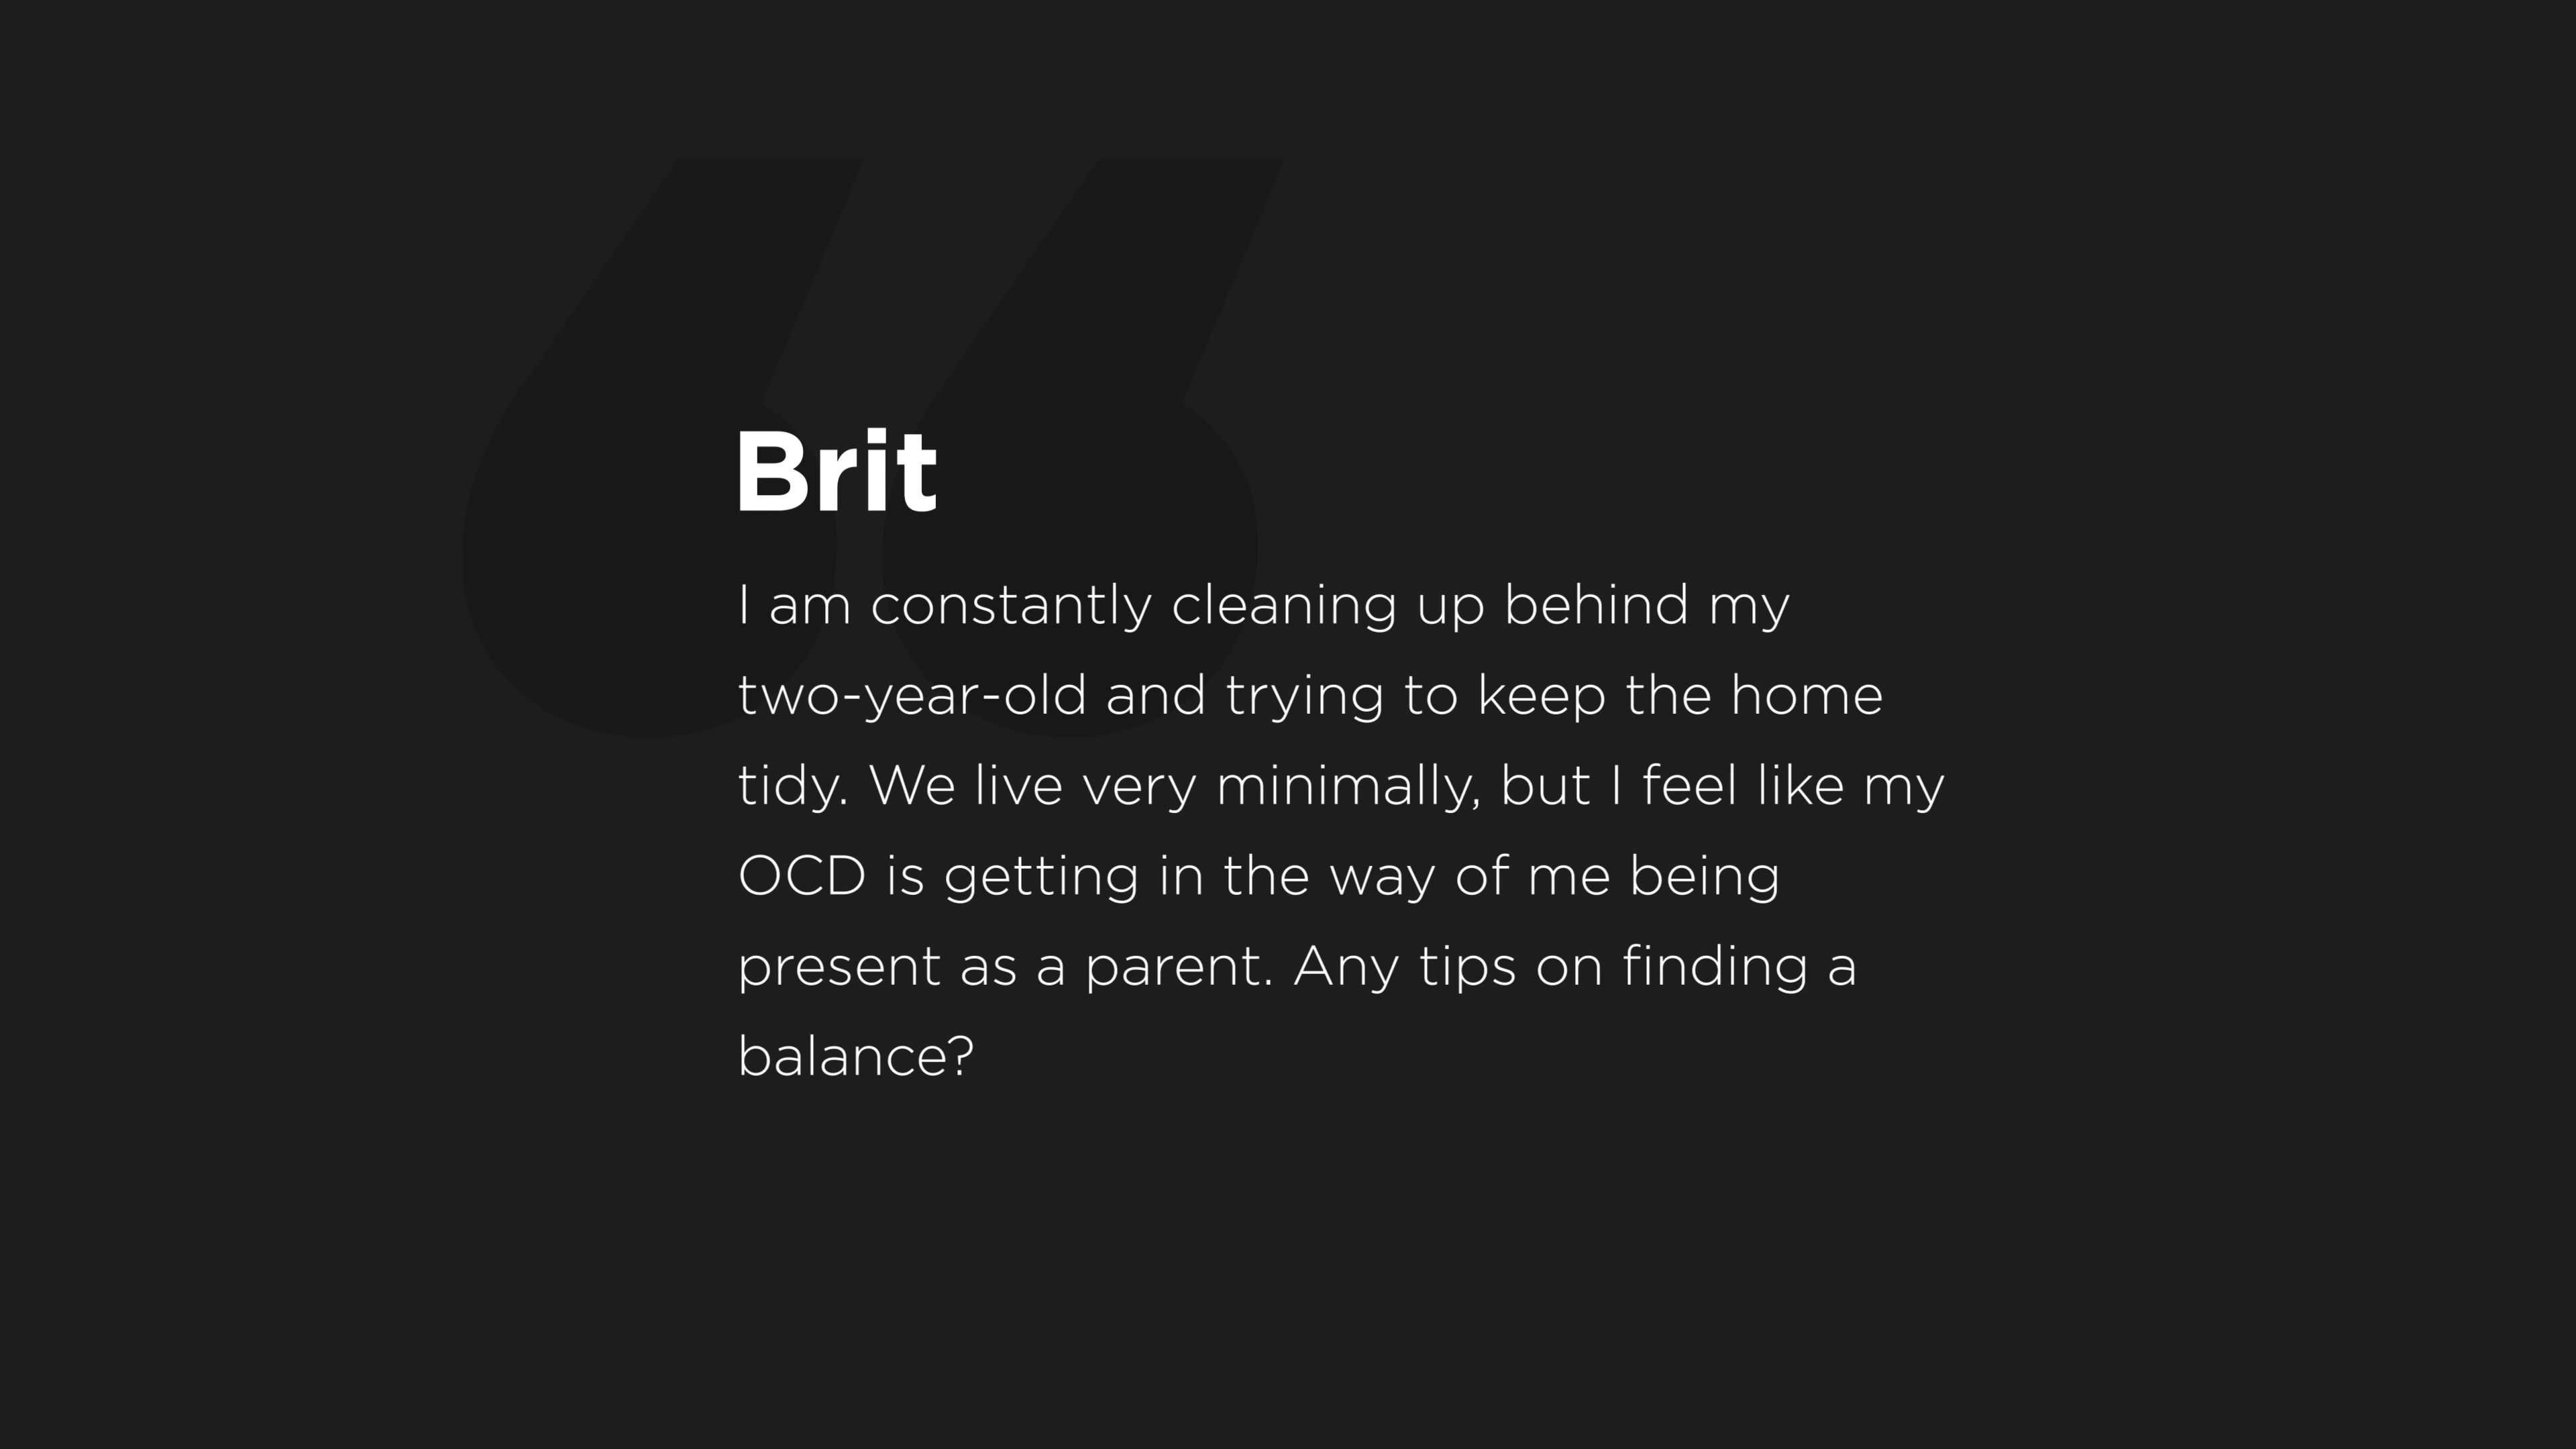 Brit
I am constantly cleaning up behind my
two-year-old and trying to keep the home
tidy. We live very minimally, but I feel like my
OCD is getting in the way of me being
present as a parent. Any tips on finding a
balance?